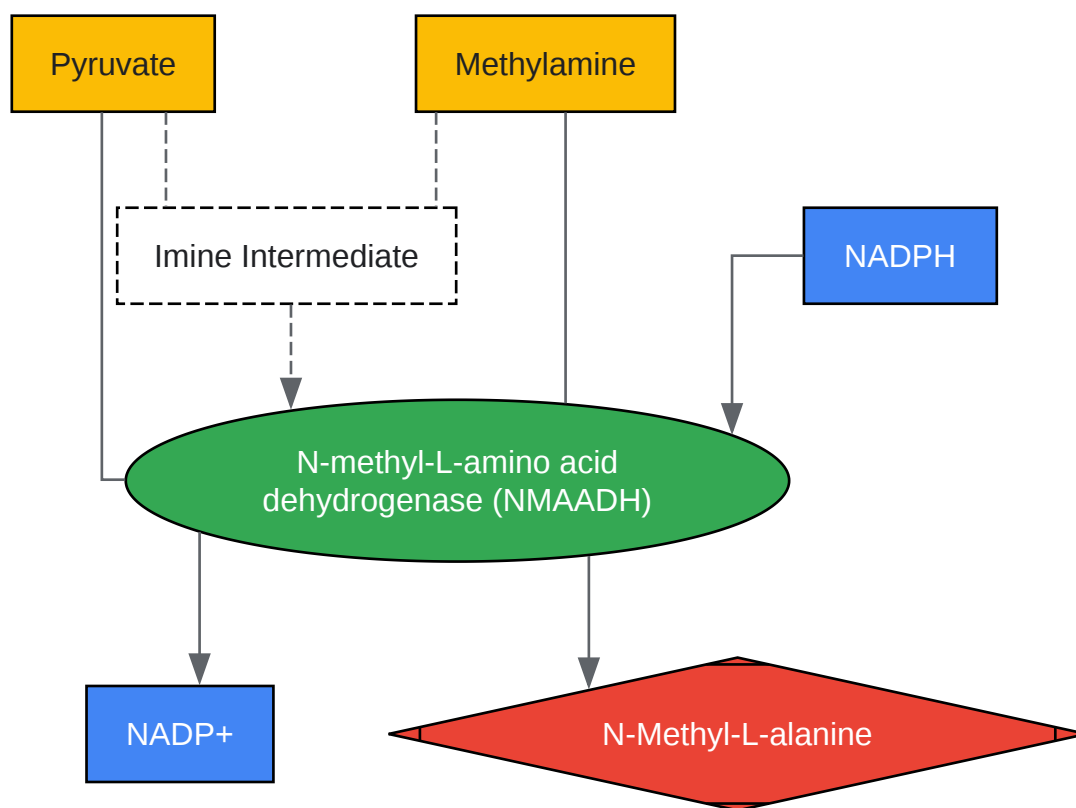 Pyruvate
Methylamine
Imine Intermediate
NADPH
N-methyl-L-amino acid
dehydrogenase (NMAADH)
NADP+
N-Methyl-L-alanine